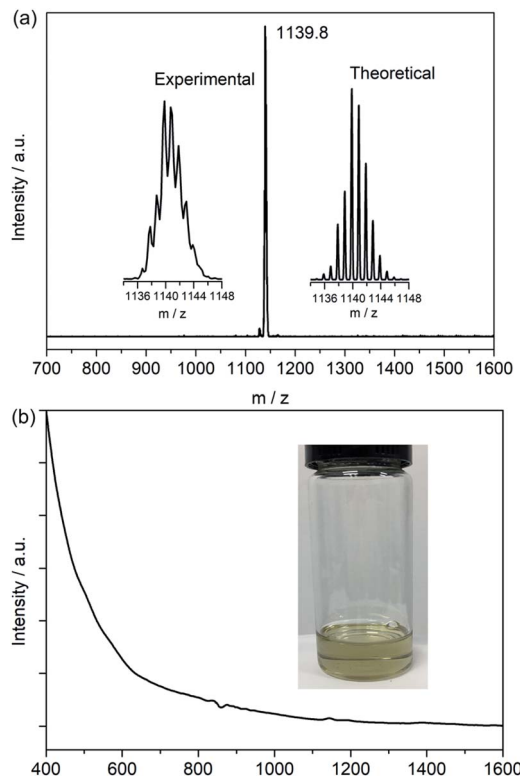 (a)
1139.8
Experimental
Theoretical
Intensity / a.u.
1136 1140 1144 1148
m / z
1136 1140 1144 1148
m / z
700 800 900 1000 1100 1200 1300 1400 1500 1600
m / z
(b)
Intensity / a.u.
400 600 800 1000 1200 1400 1600